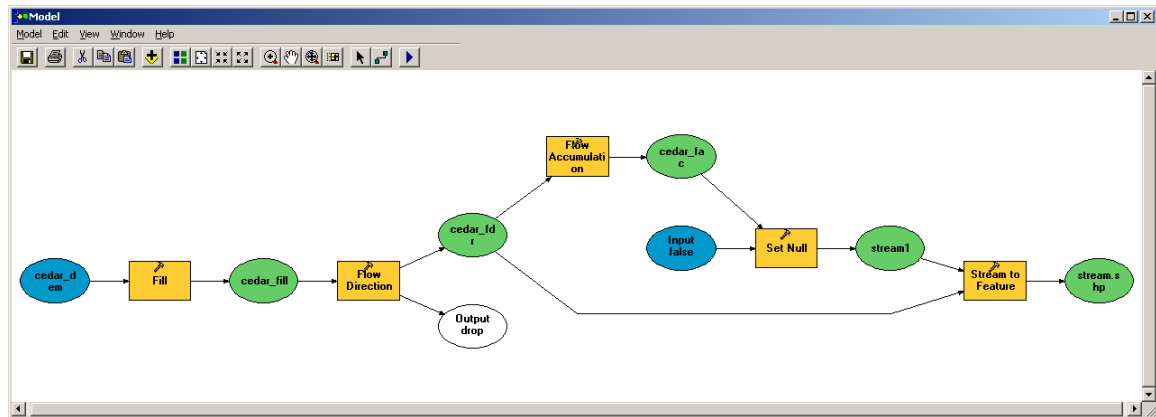 Model
Model Edit View Window Help
Flow
Accumulati
on
cedar_fa
c
cedar_fd
r
Input
false
Set Null
stream1
cedar_d
em
Fill
cedar_fill
Flow
Direction
Stream to
Feature
stream.s
hp
Output
drop